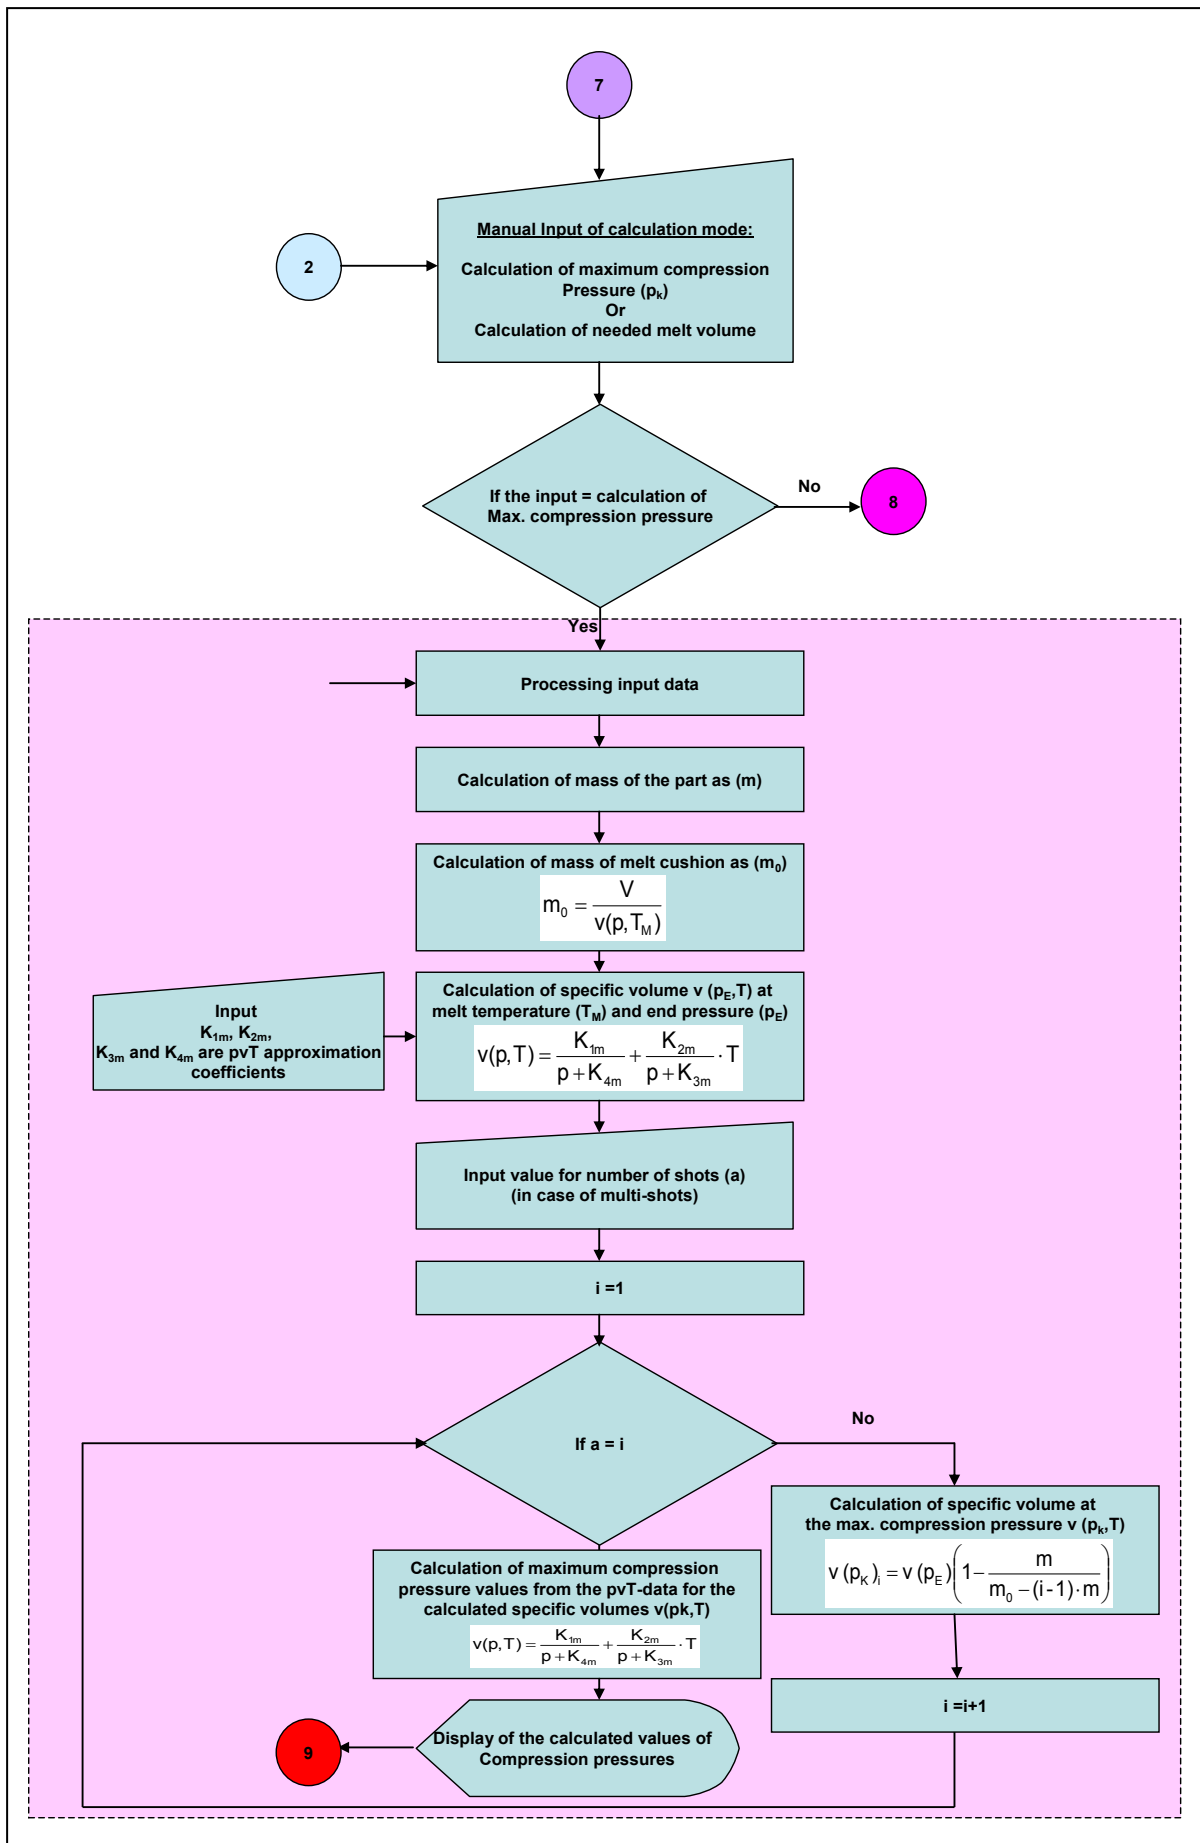 7
Manual Input of calculation mode:
2
Calculation of maximum compression
Pressure (pₖ)
Or
Calculation of needed melt volume
If the input = calculation of
Max. compression pressure
No
8
Yes
Processing input data
Calculation of mass of the part as (m)
Calculation of mass of melt cushion as (m₀)
m₀ = V / v(p,T_M)
Input
K₁ₘ, K₂ₘ,
K₃ₘ and K₄ₘ are pvT approximation
coefficients
Calculation of specific volume v (p_E,T) at
melt temperature (T_M) and end pressure (p_E)
v(p,T) = K₁ₘ / (p + K₄ₘ) + K₂ₘ / (p + K₃ₘ) · T
Input value for number of shots (a)
(in case of multi-shots)
i =1
If a = i
No
Calculation of specific volume at
the max. compression pressure v (pₖ,T)
v (p_K)ᵢ = v (p_E) (1 − m / (m₀ − (i - 1) · m))
Calculation of maximum compression
pressure values from the pvT-data for the
calculated specific volumes v(pk,T)
v(p,T) = K₁ₘ / (p + K₄ₘ) + K₂ₘ / (p + K₃ₘ) · T
i =i+1
9
Display of the calculated values of
Compression pressures